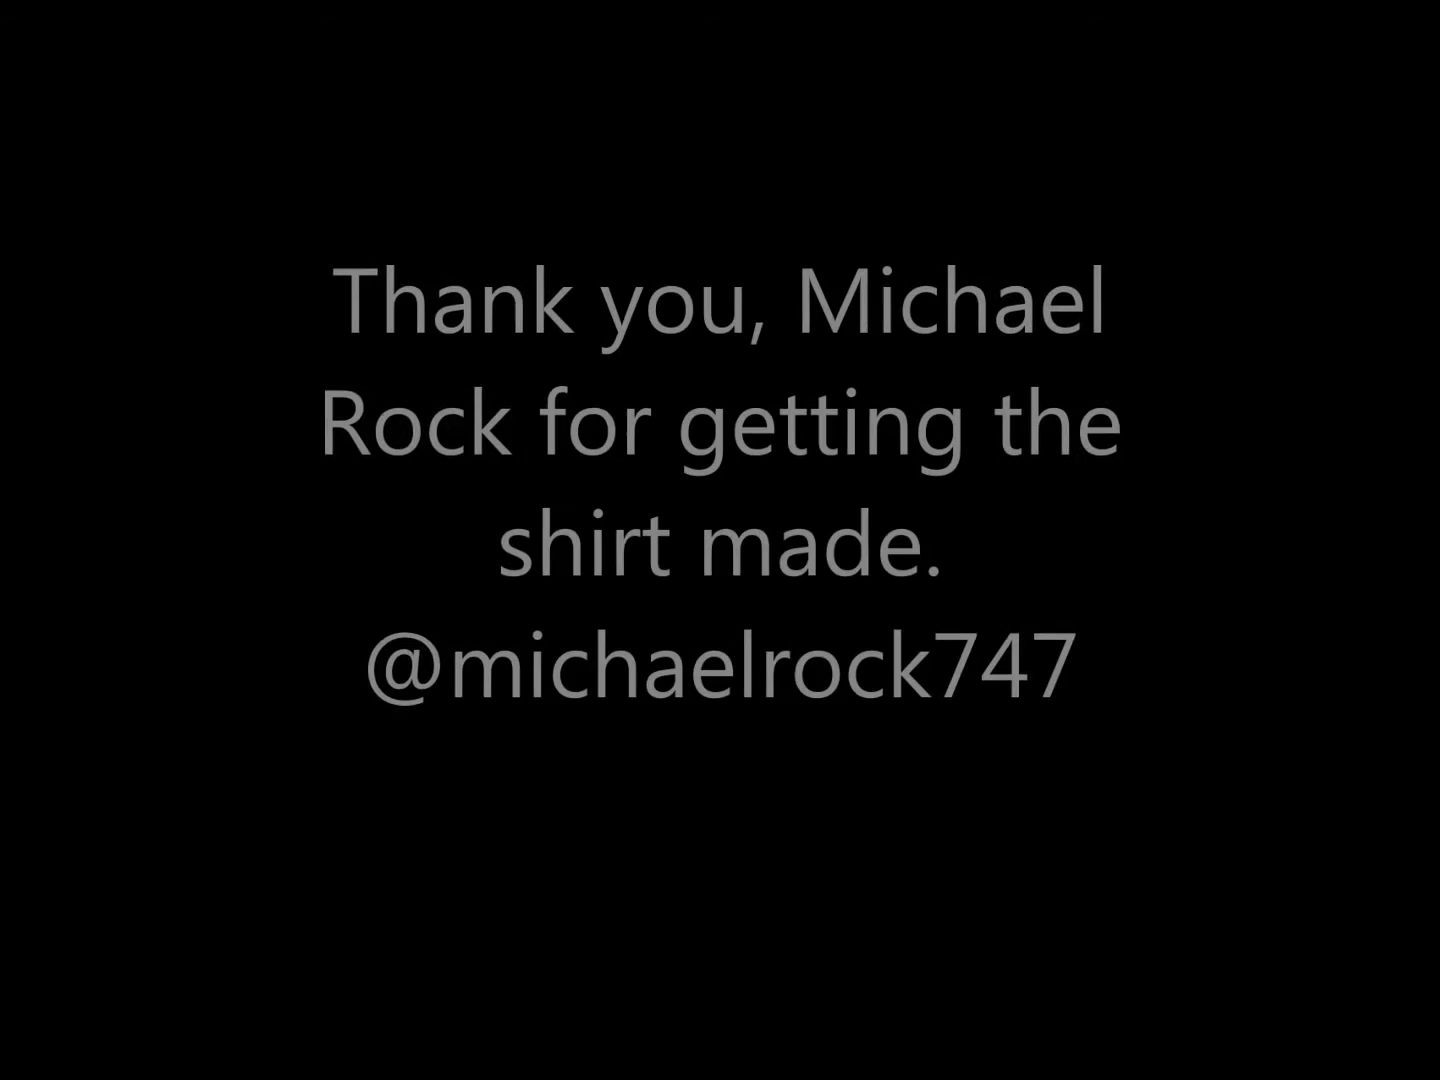 Thank you, Michael
Rock for getting the
shirt made.
@michaelrock747